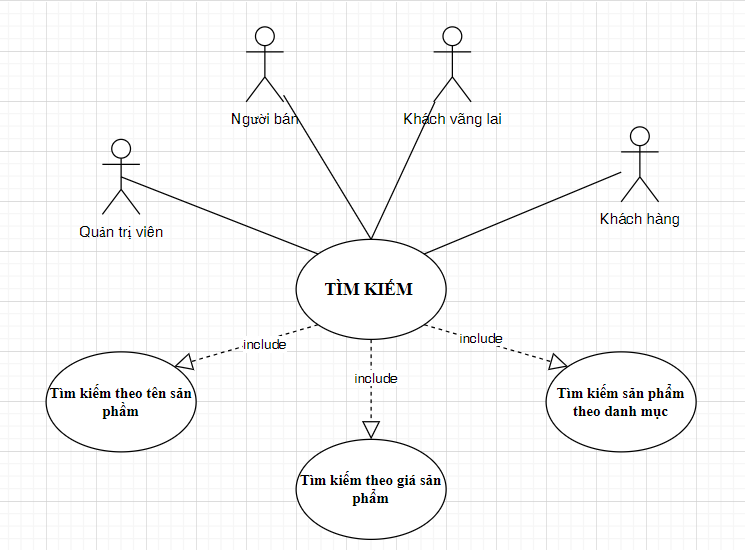 Người bán
Khách vãng lai
Quản trị viên
Khách hàng
TÌM KIẾM
include
include
include
Tìm kiếm theo tên sản
phẩm
Tìm kiếm sản phẩm
theo danh mục
Tìm kiếm theo giá sản
phẩm